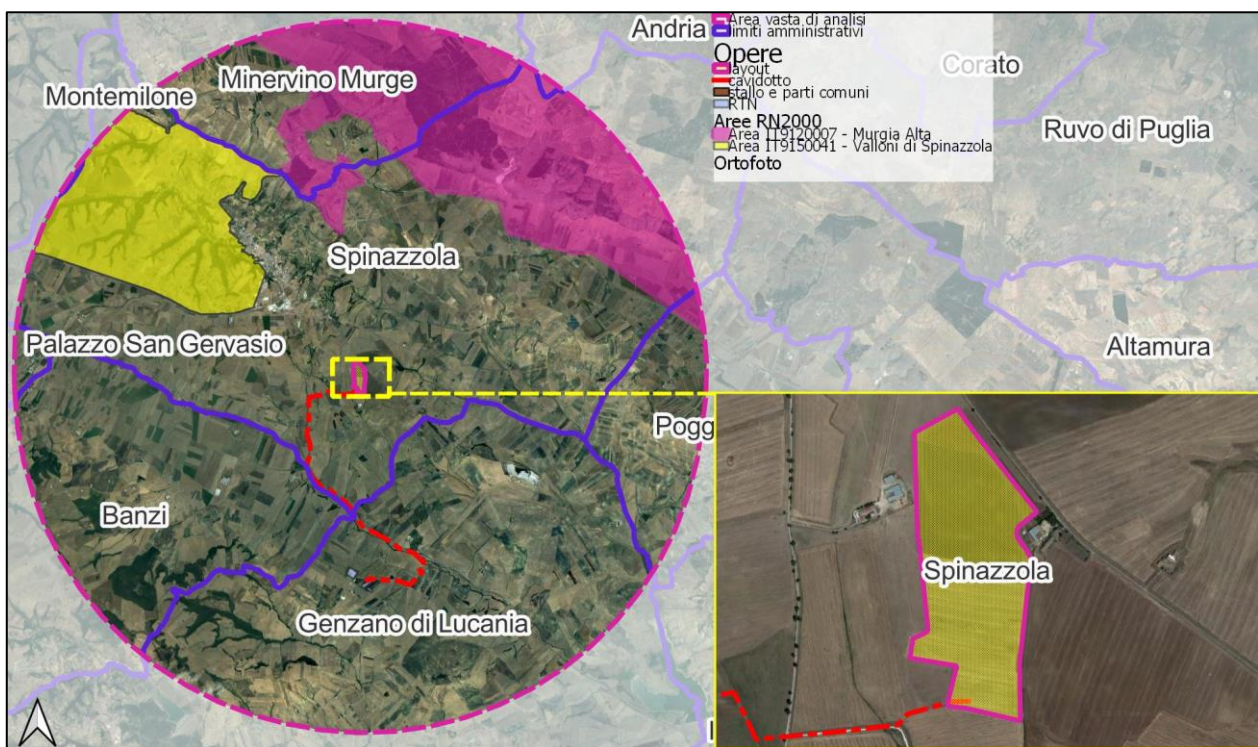 Andria
Corato
Ruvo di Puglia
Altamura
Minervino Murge
Montemilone
Spinazzola
Palazzo San Gervasio
Pogg
Banzi
Genzano di Lucania
Area vasta di analisi
limiti amministrativi
Opere
layout
cavidotto
stallo e parti comuni
RTN
Aree RN2000
Area IT9120007 - Murgia Alta
Area IT9150041 - Valloni di Spinazzola
Ortofoto
Spinazzola